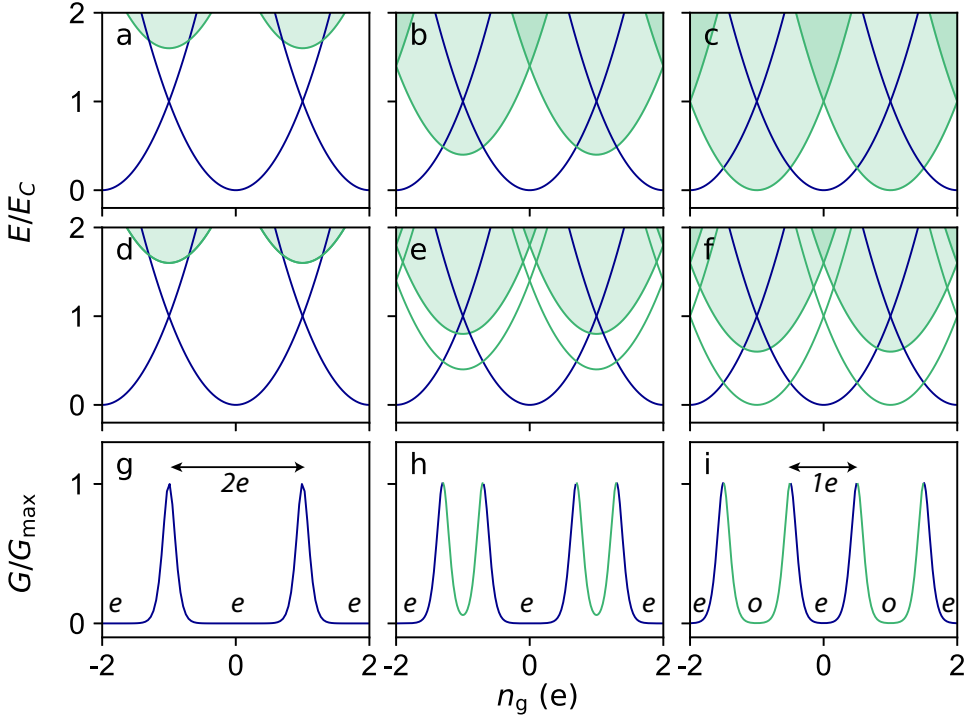 a b c
2
1
0
E/E_C
d e f
2
1
0
g h i
2e 1e
1
0
G/G_max
e e e e e e e o e o e
-2 0 2 -2 0 2 -2 0 2
n_g (e)